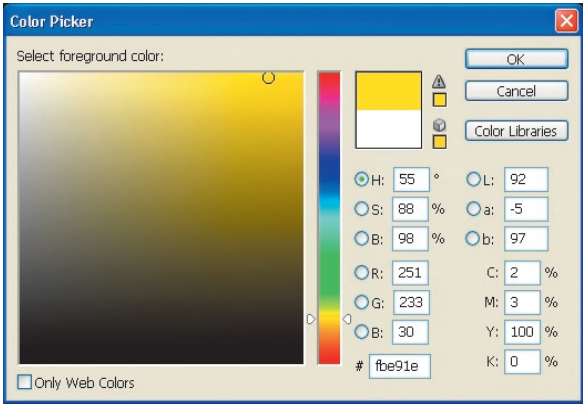 Color Picker
Select foreground color:
OK
Cancel
Color Libraries
H: 55 °
L: 92
S: 88 %
a: -5
B: 98 %
b: 97
R: 251
C: 2 %
G: 233
M: 3 %
B: 30
Y: 100 %
# fbe91e
K: 0 %
Only Web Colors